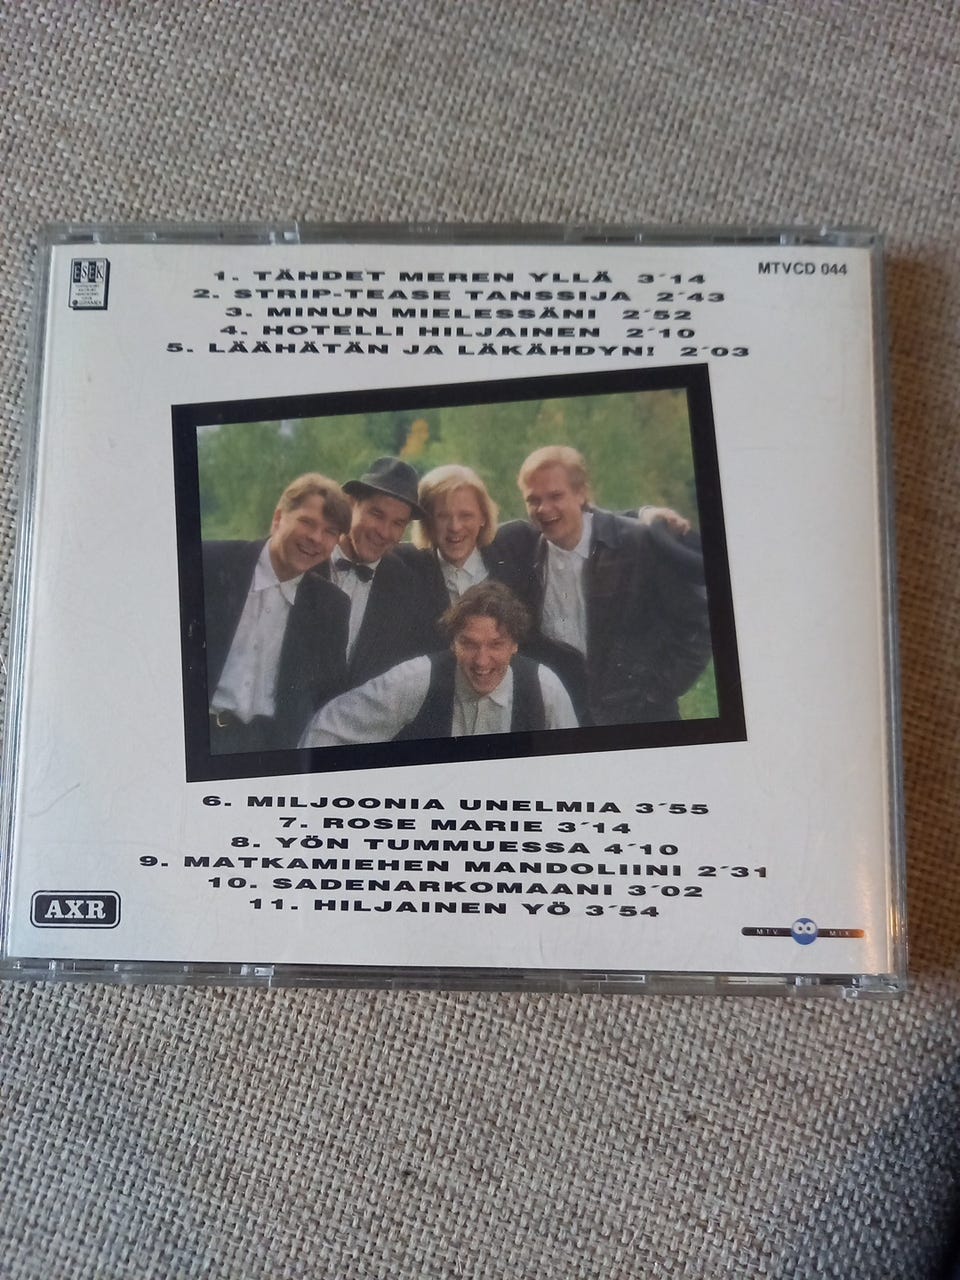 ESEK
MTVCD 044
1. TÄHDET MEREN YLLÄ 3´14
2. STRIP-TEASE TANSSIJA 2´43
3. MINUN MIELESSÄNI 2´52
4. HOTELLI HILJAINEN 2´10
5. LÄÄHÄTÄN JA LÄKÄHDYN! 2´03
6. MILJOONIA UNELMIA 3´55
7. ROSE MARIE 3´14
8. YÖN TUMMUESSA 4´10
9. MATKAMIEHEN MANDOLIINI 2´31
10. SADENARKOMAANI 3´02
11. HILJAINEN YÖ 3´54
AXR
MTV MIX